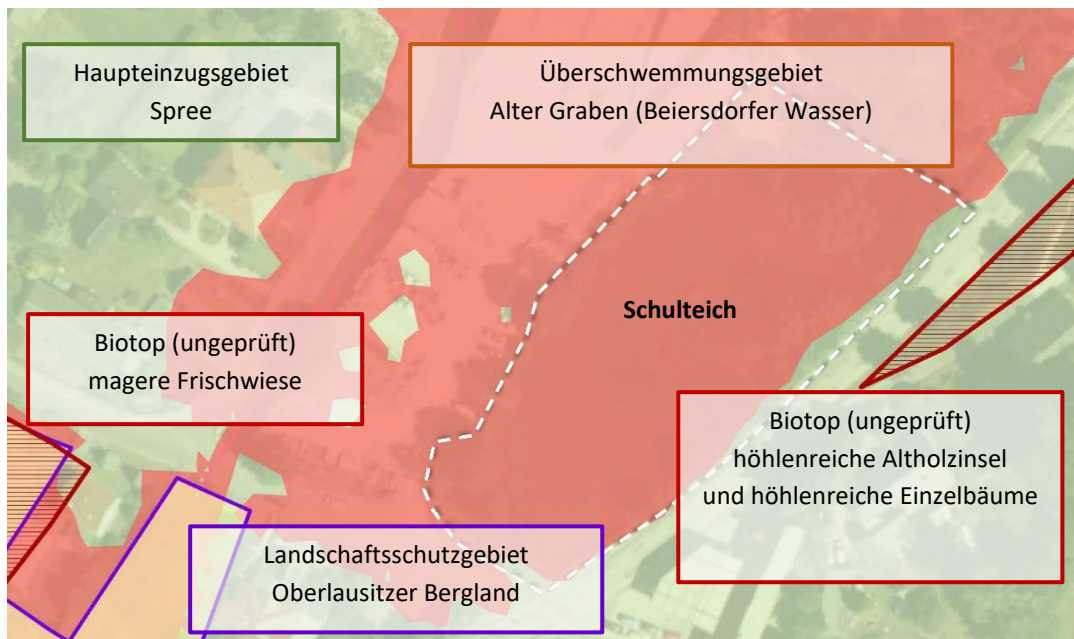 Haupteinzugsgebiet
Spree
Überschwemmungsgebiet
Alter Graben (Beiersdorfer Wasser)
Schulteich
Biotop (ungeprüft)
magere Frischwiese
Biotop (ungeprüft)
höhlenreiche Altholzinsel
und höhlenreiche Einzelbäume
Landschaftsschutzgebiet
Oberlausitzer Bergland